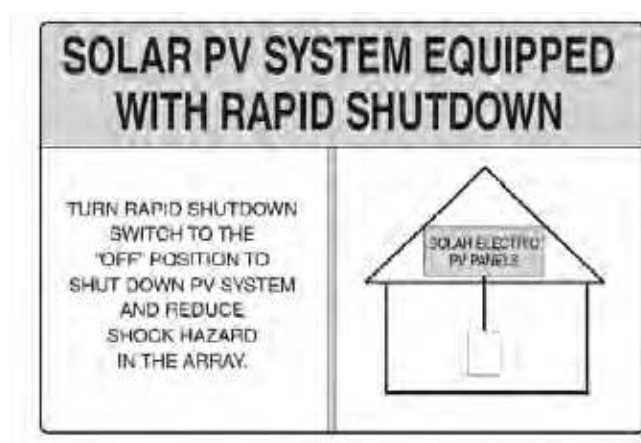 SOLAR PV SYSTEM EQUIPPED
WITH RAPID SHUTDOWN
TURN RAPID SHUTDOWN
SWITCH TO THE
"OFF" POSITION TO
SHUT DOWN PV SYSTEM
AND REDUCE
SHOCK HAZARD
IN THE ARRAY.
SOLAR ELECTRIC
PV PANELS